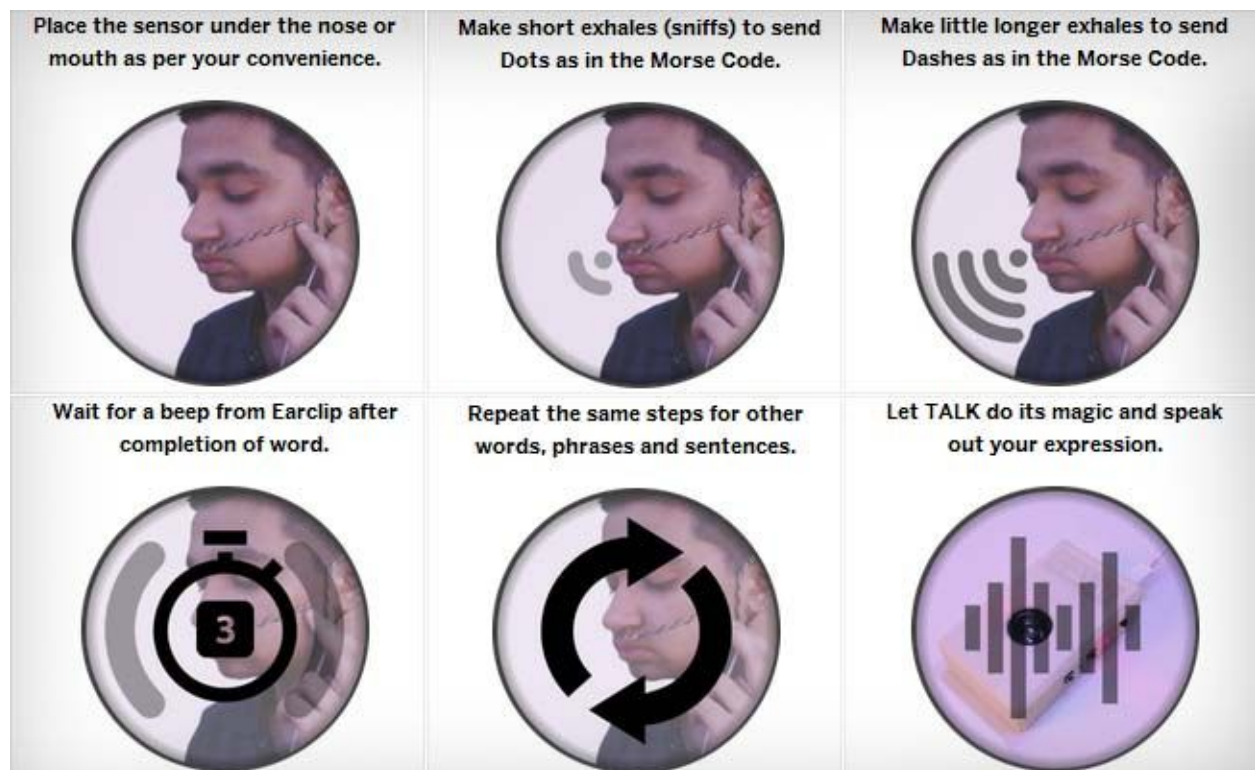 Place the sensor under the nose or
mouth as per your convenience.
Make short exhales (sniffs) to send
Dots as in the Morse Code.
Make little longer exhales to send
Dashes as in the Morse Code.
Wait for a beep from Earclip after
completion of word.
3
Repeat the same steps for other
words, phrases and sentences.
Let TALK do its magic and speak
out your expression.